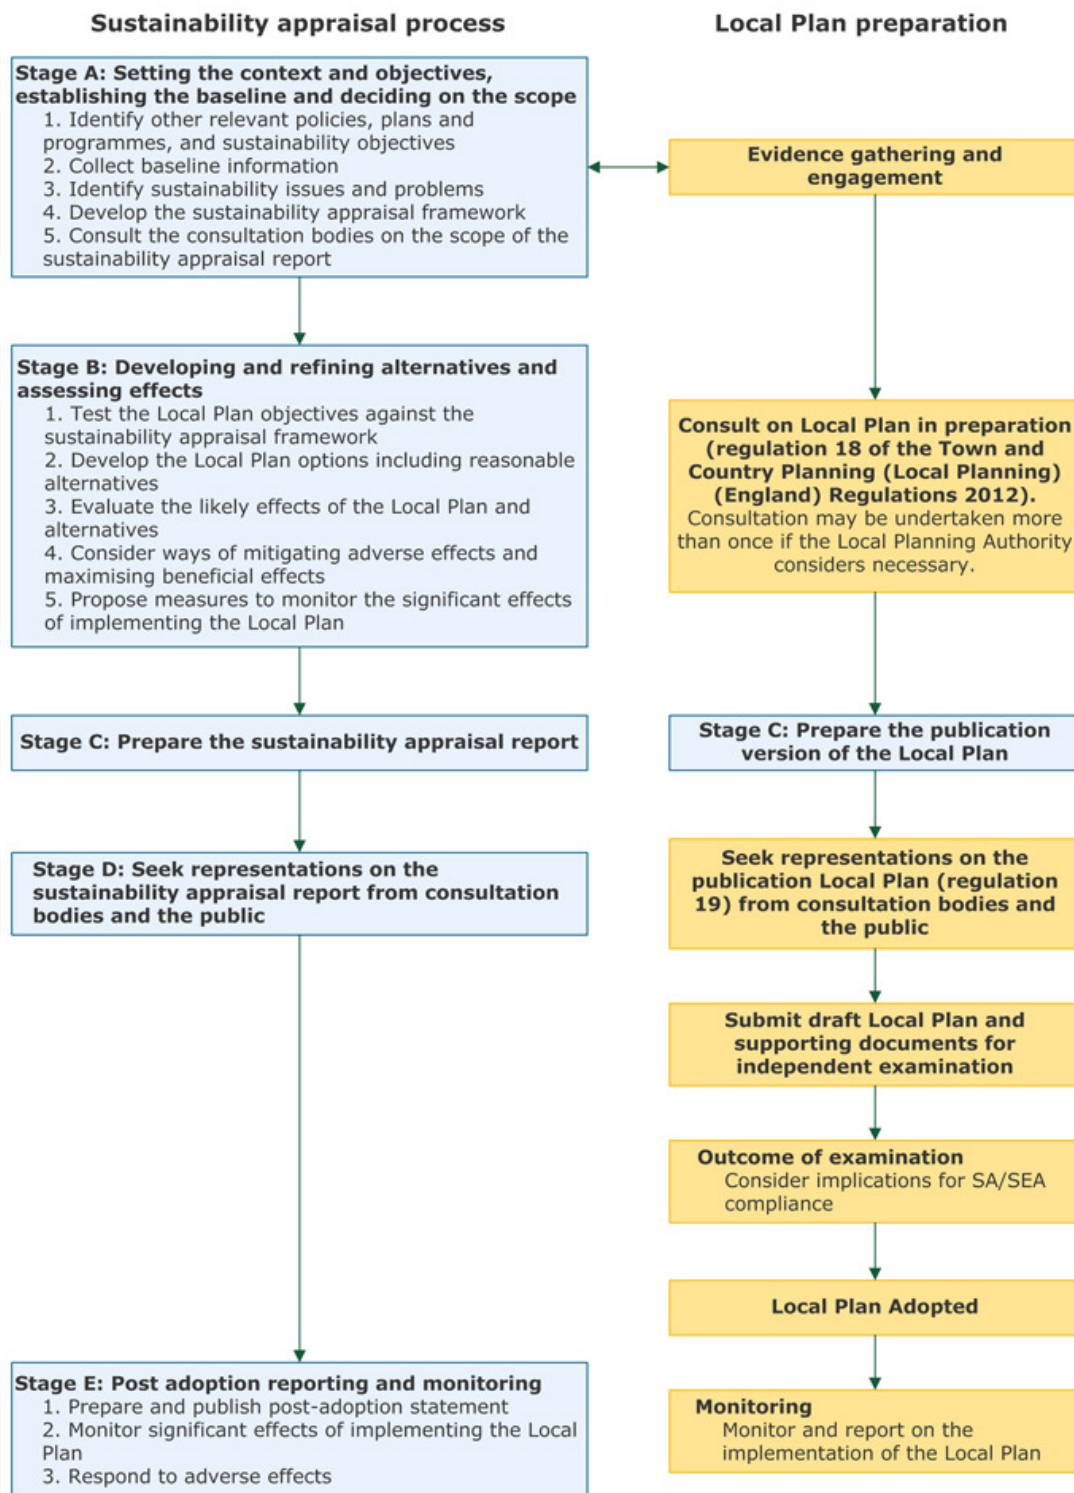 Sustainability appraisal process
Local Plan preparation
Stage A: Setting the context and objectives,
establishing the baseline and deciding on the scope
1. Identify other relevant policies, plans and
programmes, and sustainability objectives
2. Collect baseline information
3. Identify sustainability issues and problems
4. Develop the sustainability appraisal framework
5. Consult the consultation bodies on the scope of the
sustainability appraisal report
Evidence gathering and
engagement
Stage B: Developing and refining alternatives and
assessing effects
1. Test the Local Plan objectives against the
sustainability appraisal framework
2. Develop the Local Plan options including reasonable
alternatives
3. Evaluate the likely effects of the Local Plan and
alternatives
4. Consider ways of mitigating adverse effects and
maximising beneficial effects
5. Propose measures to monitor the significant effects
of implementing the Local Plan
Consult on Local Plan in preparation
(regulation 18 of the Town and
Country Planning (Local Planning)
(England) Regulations 2012).
Consultation may be undertaken more
than once if the Local Planning Authority
considers necessary.
Stage C: Prepare the sustainability appraisal report
Stage C: Prepare the publication
version of the Local Plan
Stage D: Seek representations on the
sustainability appraisal report from consultation
bodies and the public
Seek representations on the
publication Local Plan (regulation
19) from consultation bodies and
the public
Submit draft Local Plan and
supporting documents for
independent examination
Outcome of examination
Consider implications for SA/SEA
compliance
Local Plan Adopted
Stage E: Post adoption reporting and monitoring
1. Prepare and publish post-adoption statement
2. Monitor significant effects of implementing the Local
Plan
3. Respond to adverse effects
Monitoring
Monitor and report on the
implementation of the Local Plan